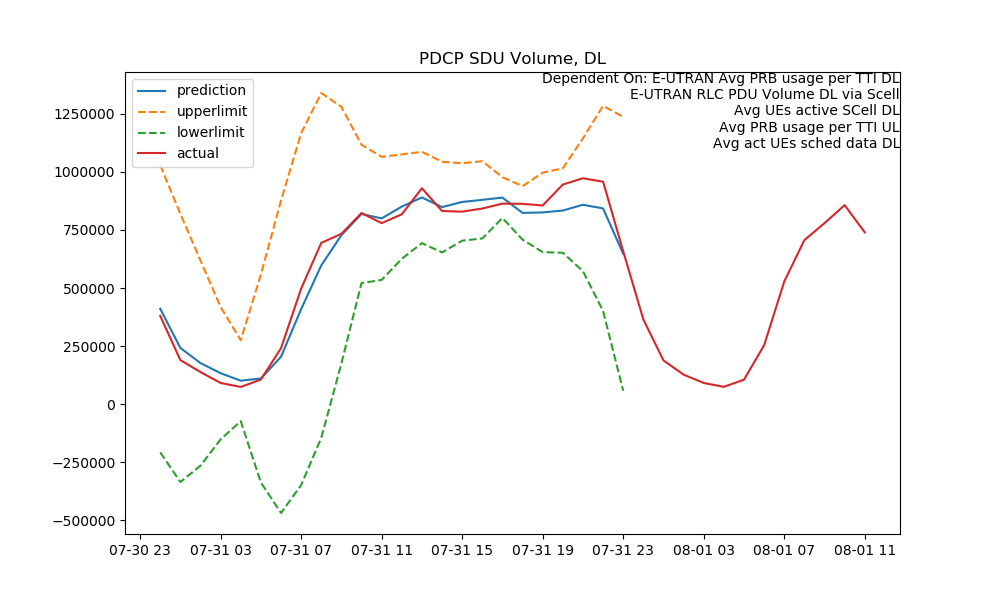 PDCP SDU Volume, DL
prediction
upperlimit
lowerlimit
actual
Dependent On: E-UTRAN Avg PRB usage per TTI DL
E-UTRAN RLC PDU Volume DL via Scell
Avg UEs active SCell DL
Avg PRB usage per TTI UL
Avg act UEs sched data DL
1250000
1000000
750000
500000
250000
0
−250000
−500000
07-30 23 07-31 03 07-31 07 07-31 11 07-31 15 07-31 19 07-31 23 08-01 03 08-01 07 08-01 11